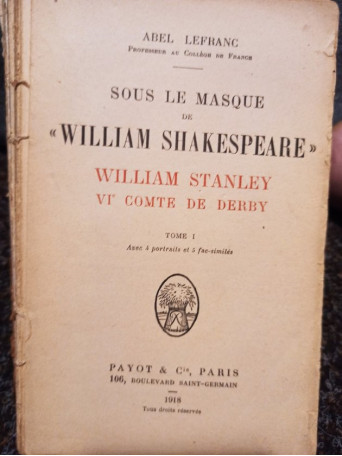 ABEL LEFRANC
PROFESSEUR AU COLLÈGE DE FRANCE
SOUS LE MASQUE
DE
« WILLIAM SHAKESPEARE »
WILLIAM STANLEY
VIe COMTE DE DERBY
TOME I
Avec 4 portraits et 5 fac-similés
PAYOT & Cie, PARIS
106, BOULEVARD SAINT-GERMAIN
1918
Tous droits réservés